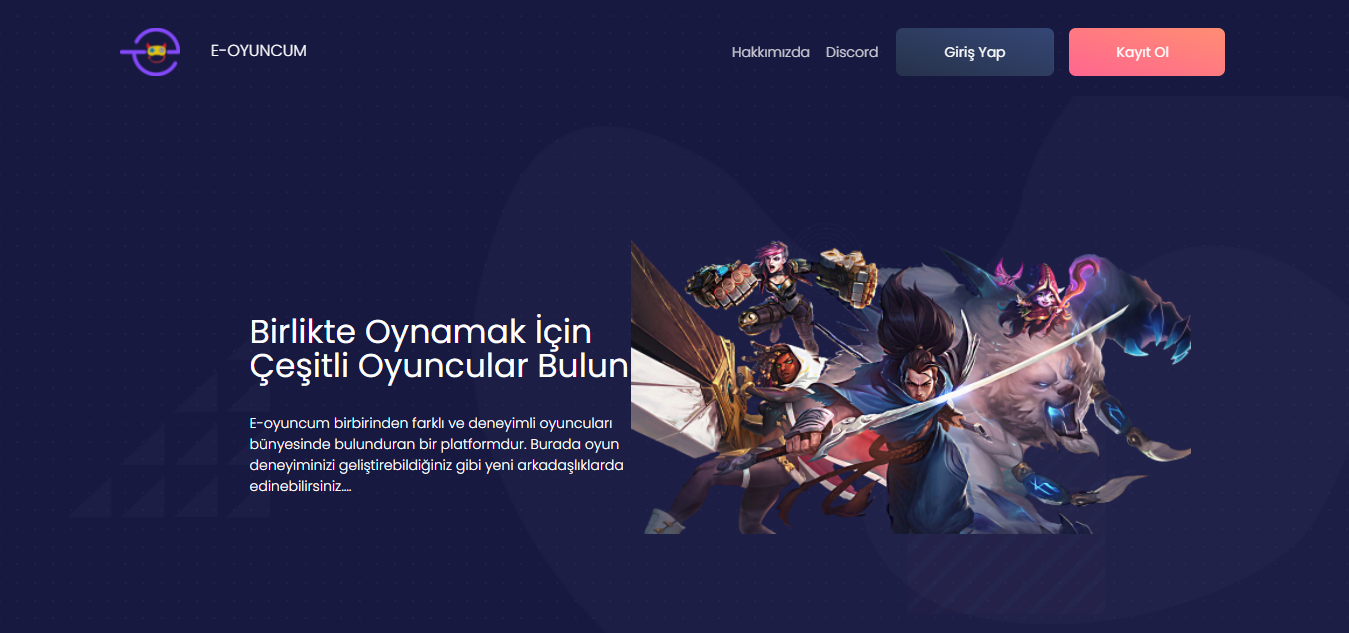 E-OYUNCUM
Hakkımızda
Discord
Giriş Yap
Kayıt Ol
Birlikte Oynamak İçin
Çeşitli Oyuncular Bulun
E-oyuncum birbirinden farklı ve deneyimli oyuncuları
bünyesinde bulunduran bir platformdur. Burada oyun
deneyiminizi geliştirebildiğiniz gibi yeni arkadaşlıklarda
edinebilirsiniz....